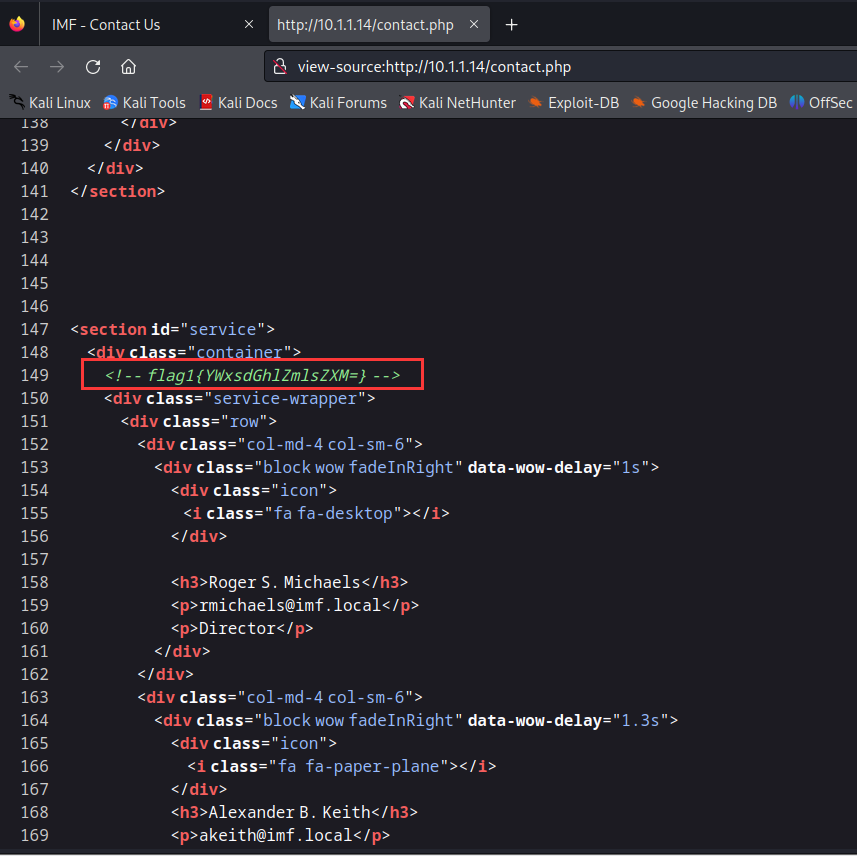 IMF - Contact Us
http://10.1.1.14/contact.php
view-source:http://10.1.1.14/contact.php
Kali Linux Kali Tools Kali Docs Kali Forums Kali NetHunter Exploit-DB Google Hacking DB OffSec
138 </div>
139 </div>
140 </div>
141 </section>
142
143
144
145
146
147 <section id="service">
148 <div class="container">
149 <!-- flag1{YWxsdGhlZmlsZXM=} -->
150 <div class="service-wrapper">
151 <div class="row">
152 <div class="col-md-4 col-sm-6">
153 <div class="block wow fadeInRight" data-wow-delay="1s">
154 <div class="icon">
155 <i class="fa fa-desktop"></i>
156 </div>
157
158 <h3>Roger S. Michaels</h3>
159 <p>rmichaels@imf.local</p>
160 <p>Director</p>
161 </div>
162 </div>
163 <div class="col-md-4 col-sm-6">
164 <div class="block wow fadeInRight" data-wow-delay="1.3s">
165 <div class="icon">
166 <i class="fa fa-paper-plane"></i>
167 </div>
168 <h3>Alexander B. Keith</h3>
169 <p>akeith@imf.local</p>